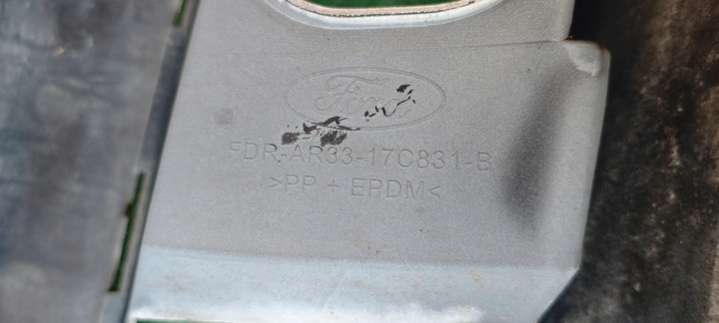 Ford
FDR-AR33-17C831-B
>PP + EPDM<